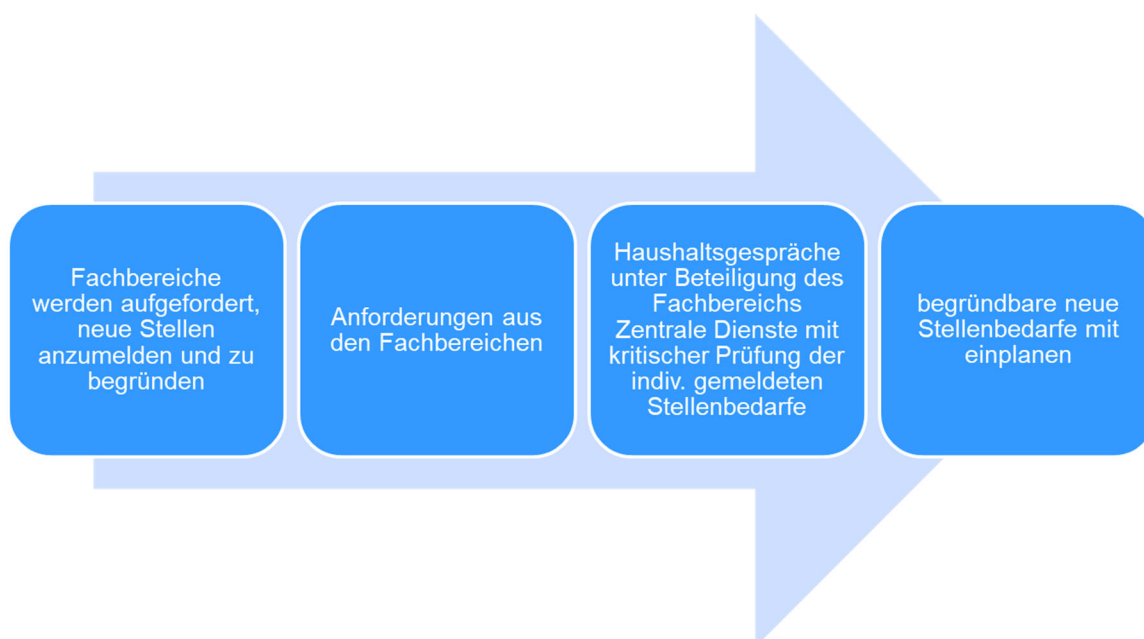 Fachbereiche
werden aufgefordert,
neue Stellen
anzumelden und zu
begründen
Anforderungen aus
den Fachbereichen
Haushaltsgespräche
unter Beteiligung des
Fachbereichs
Zentrale Dienste mit
kritischer Prüfung der
indiv. gemeldeten
Stellenbedarfe
begründbare neue
Stellenbedarfe mit
einplanen